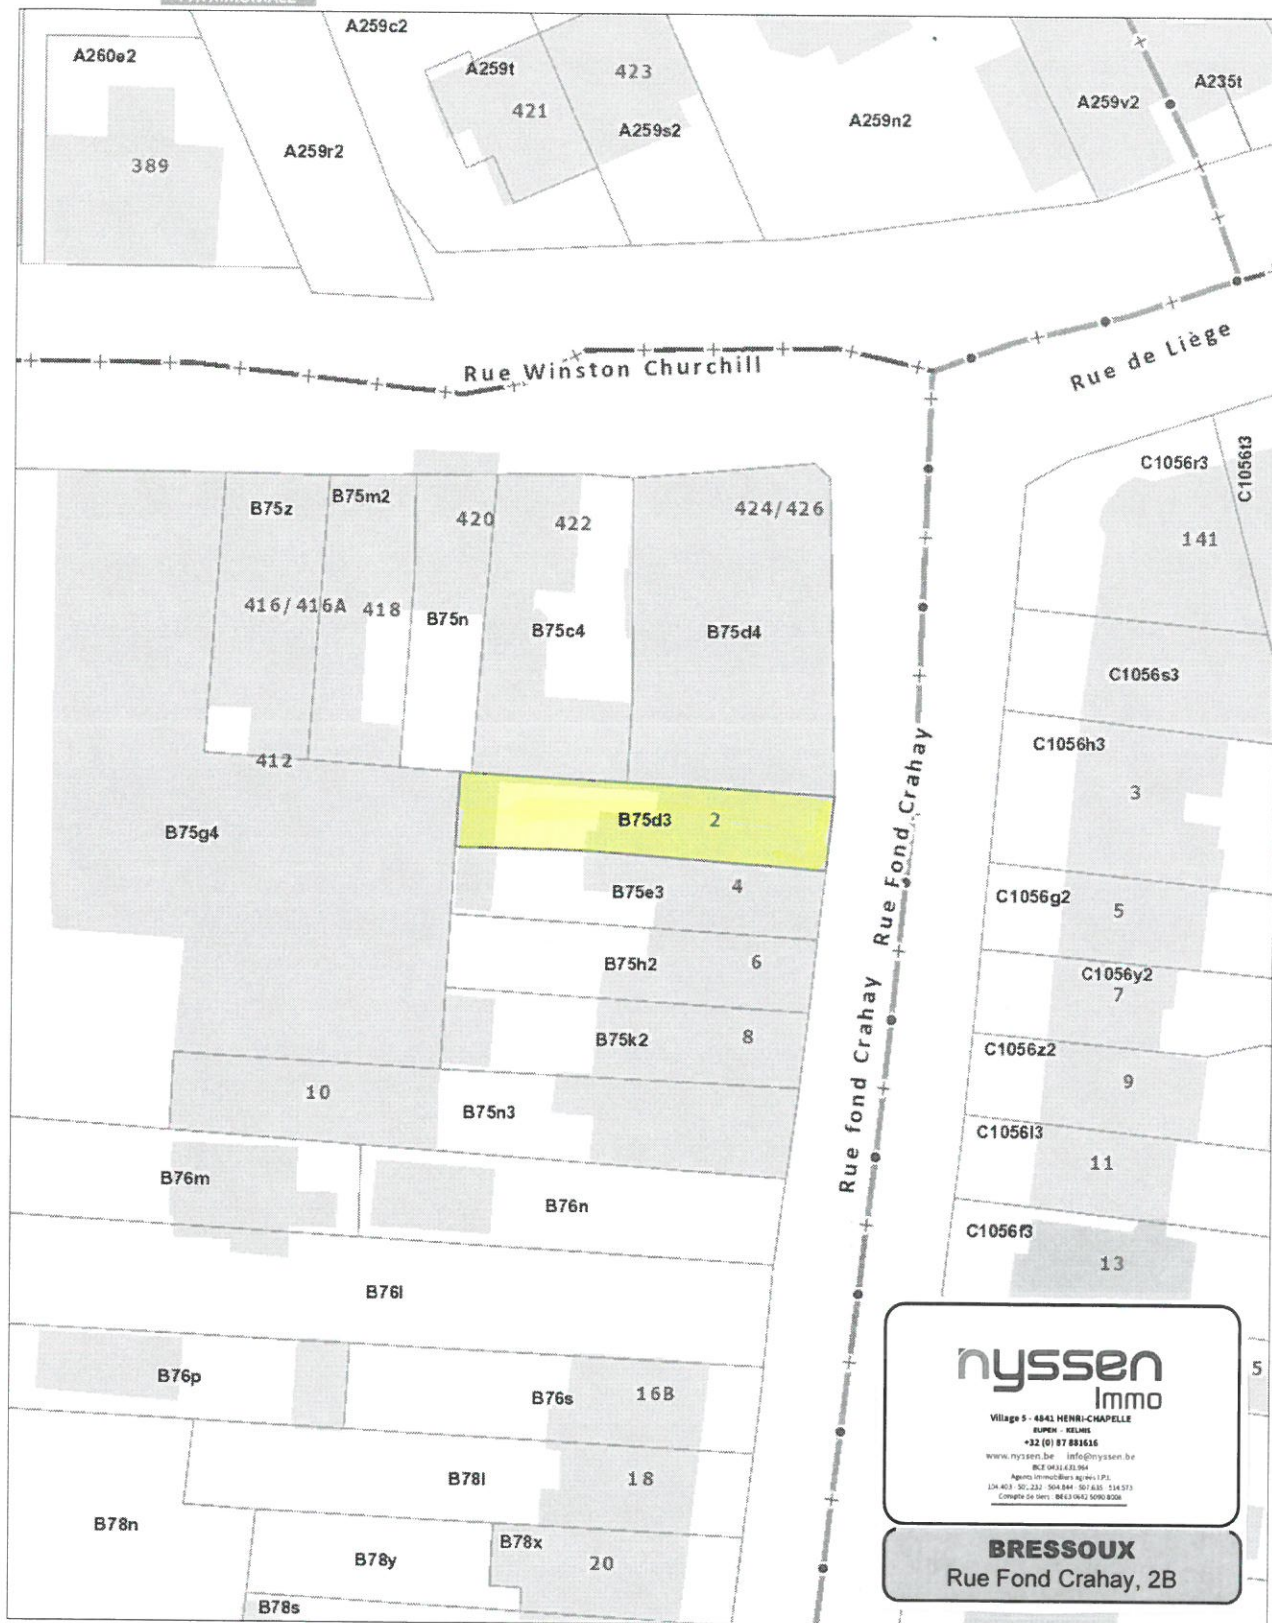 A260e2
A259c2
A259t
423
421
A259s2
A259n2
A259v2
A235t
389
A259r2
Rue Winston Churchill
Rue de Liège
B75z
B75m2
420
422
424/426
C1056r3
C1056t3
141
416/416A
418
B75n
B75c4
B75d4
C1056s3
412
C1056h3
3
B75g4
B75d3
2
Rue Fond Crahay
B75e3
4
C1056g2
5
B75h2
6
C1056y2
7
Rue fond Crahay
B75k2
8
C1056z2
9
10
B75n3
C1056l3
11
B76m
B76n
C1056f3
13
B76l
B76p
B76s
16B
5
B78l
18
B78n
B78x
B78y
20
B78s
nyssen
Immo
Village 5 - 4841 HENRI-CHAPELLE
EUPEN - KELMIS
+32 (0) 87 881616
www.nyssen.be info@nyssen.be
Agents Immobiliers agréés I.P.I.
BRESSOUX
Rue Fond Crahay, 2B